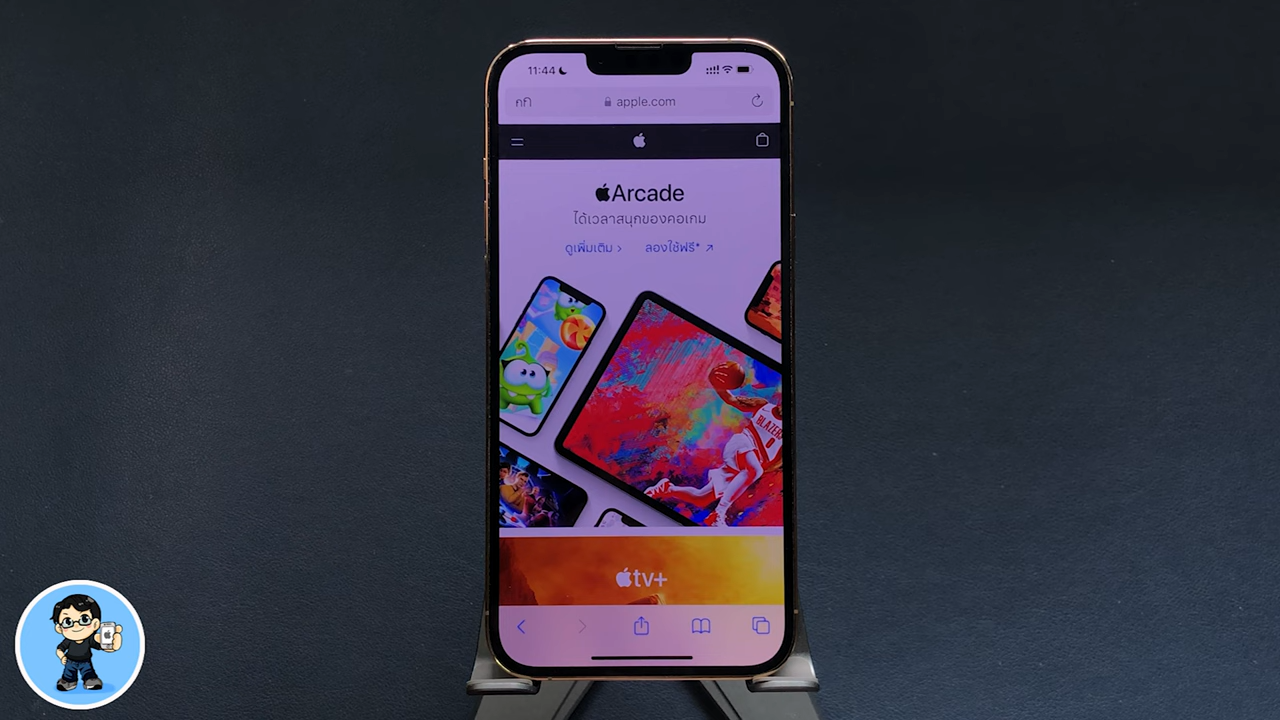 11:44
กก apple.com
Arcade
ได้เวลาสนุกของคอเกม
ดูเพิ่มเติม > ลองใช้ฟรี* ↗
BLAZER
0
tv+